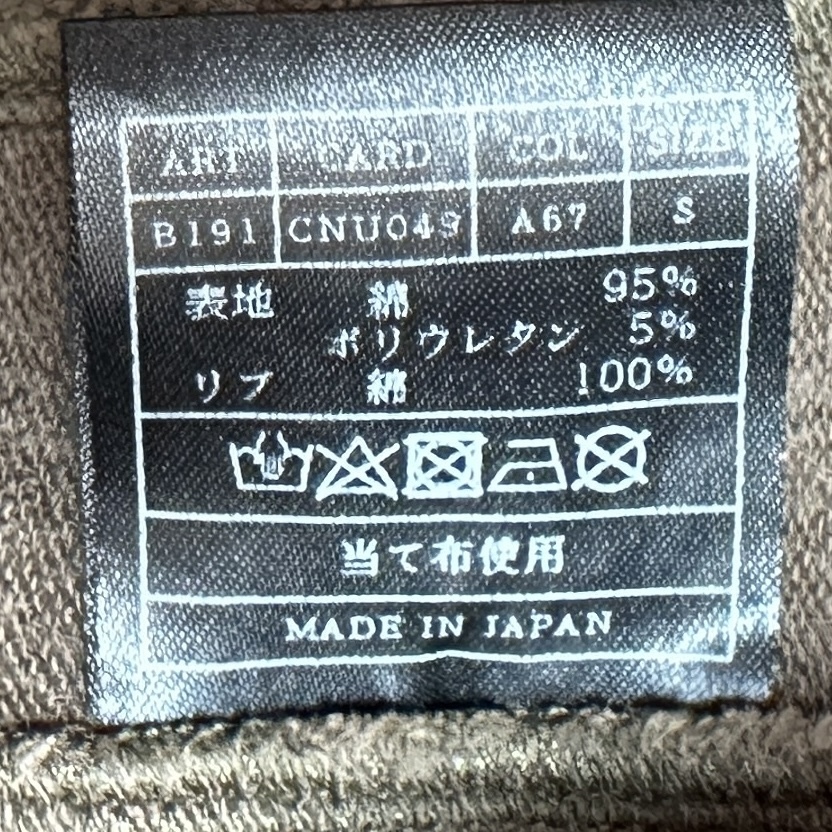 ART CARD COL SIZE
B191 CNU049 A67 S
表地 綿 95%
ポリウレタン 5%
リブ 綿 100%
当て布使用
MADE IN JAPAN